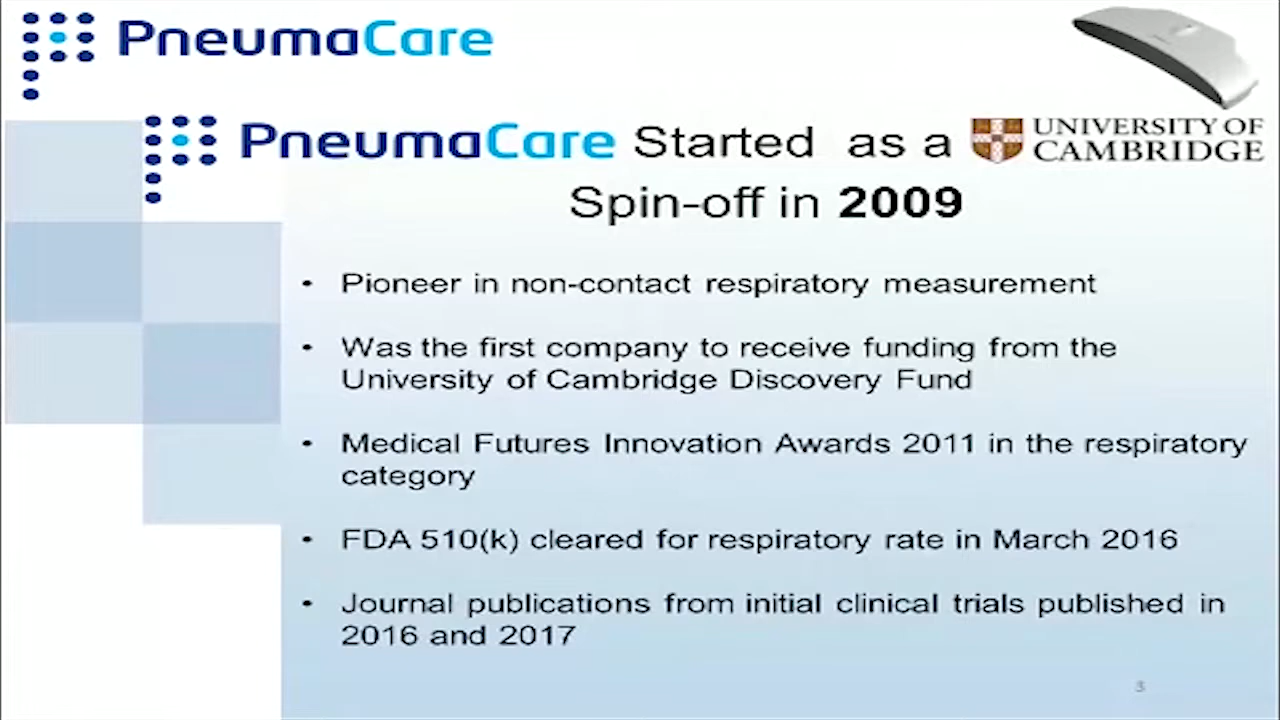 PneumaCare
PneumaCare Started as a UNIVERSITY OF CAMBRIDGE
Spin-off in 2009
• Pioneer in non-contact respiratory measurement
• Was the first company to receive funding from the
University of Cambridge Discovery Fund
• Medical Futures Innovation Awards 2011 in the respiratory
category
• FDA 510(k) cleared for respiratory rate in March 2016
• Journal publications from initial clinical trials published in
2016 and 2017
3